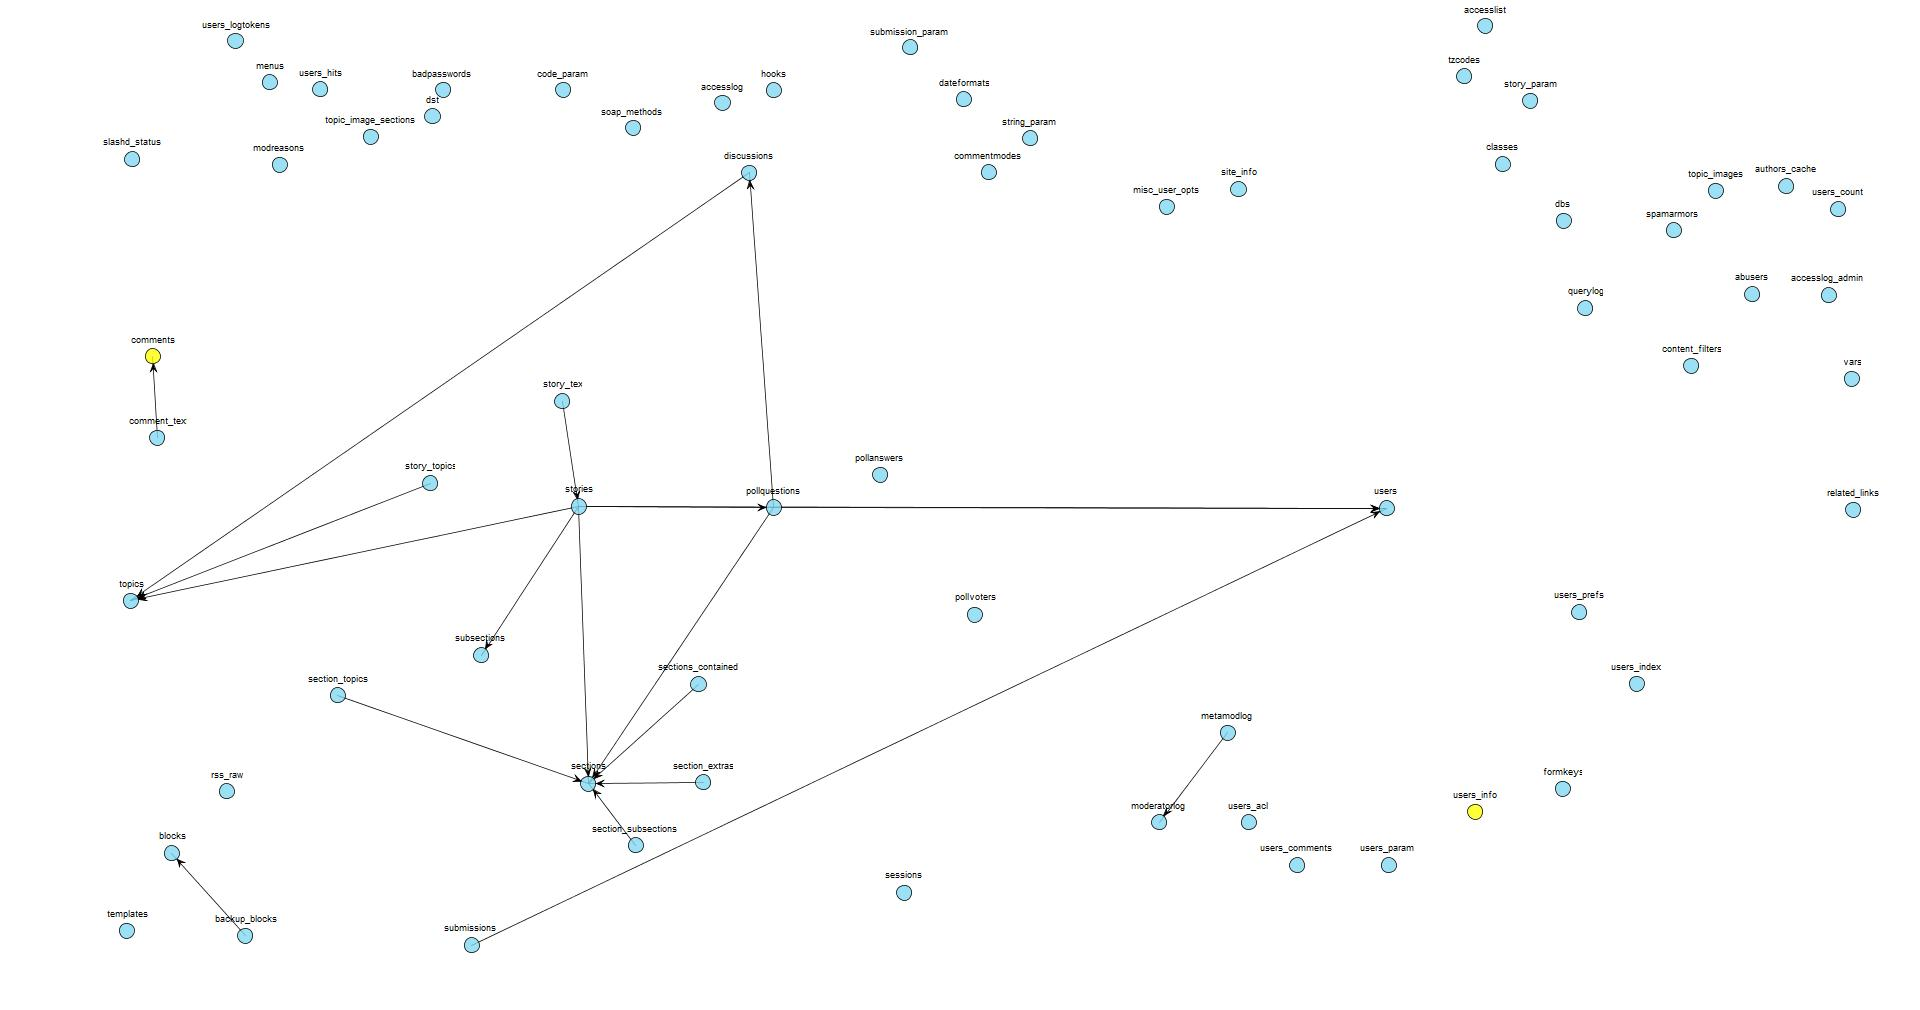 accesslist
users_logtokens
submission_param
tzcodes
menus
users_hits
badpasswords
code_param
hooks
accesslog
dateformats
story_param
dst
topic_image_sections
soap_methods
string_param
slashd_status
modreasons
discussions
commentmodes
classes
site_info
misc_user_opts
topic_images
authors_cache
users_count
dbs
spamarmors
abusers
accesslog_admin
querylog
comments
content_filters
vars
story_tex
comment_tex
story_topics
pollanswers
stories
pollquestions
users
related_links
topics
pollvoters
users_prefs
subsections
sections_contained
users_index
section_topics
metamodlog
sections
section_extras
rss_raw
formkeys
users_info
moderatorlog
users_acl
blocks
section_subsections
users_comments
users_param
sessions
templates
backup_blocks
submissions